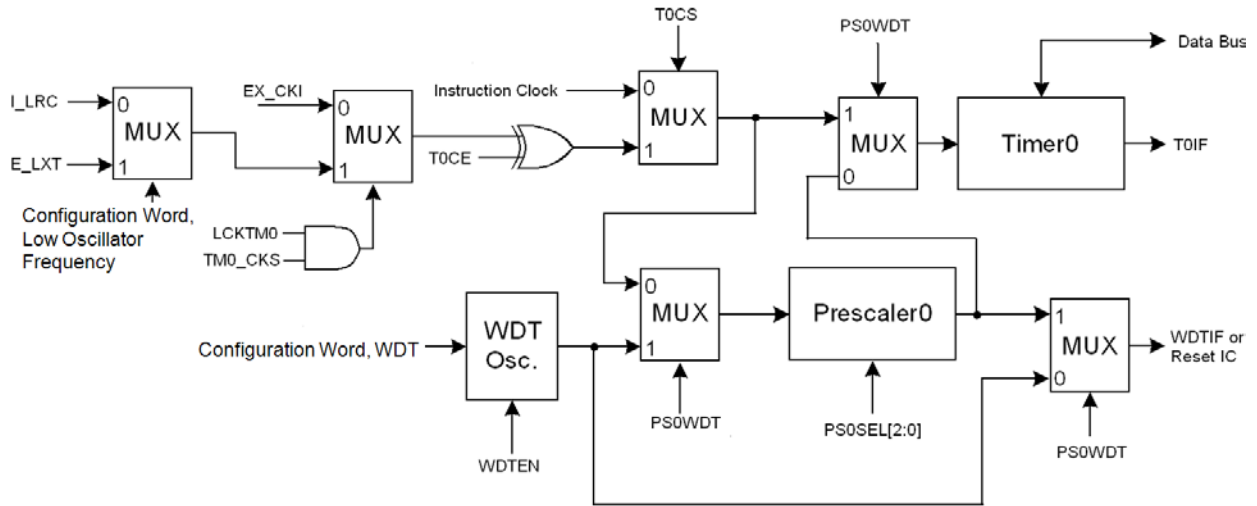 T0CS
PS0WDT
Data Bus
I_LRC
0
MUX
1
E_LXT
Configuration Word,
Low Oscillator
Frequency
EX_CKI
0
MUX
1
LCKTM0
TM0_CKS
T0CE
Instruction Clock
0
MUX
1
1
MUX
0
Timer0
T0IF
Configuration Word, WDT
WDT
Osc.
WDTEN
0
MUX
1
PS0WDT
Prescaler0
PS0SEL[2:0]
1
MUX
0
PS0WDT
WDTIF or
Reset IC